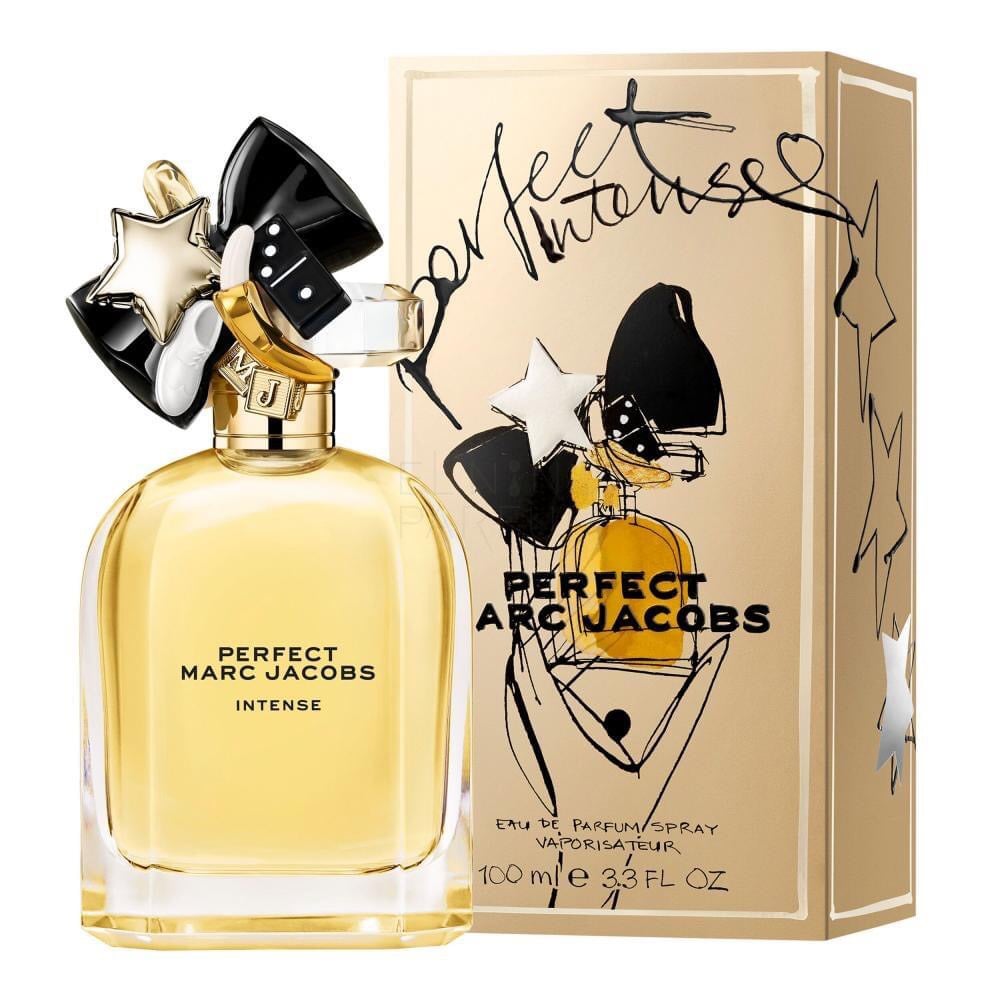 MJ
PERFECT
MARC JACOBS
INTENSE
perfect
Intense
PERFECT
ARC JACOBS
EAU DE PARFUM SPRAY
VAPORISATEUR
100 ml e 3.3 FL OZ